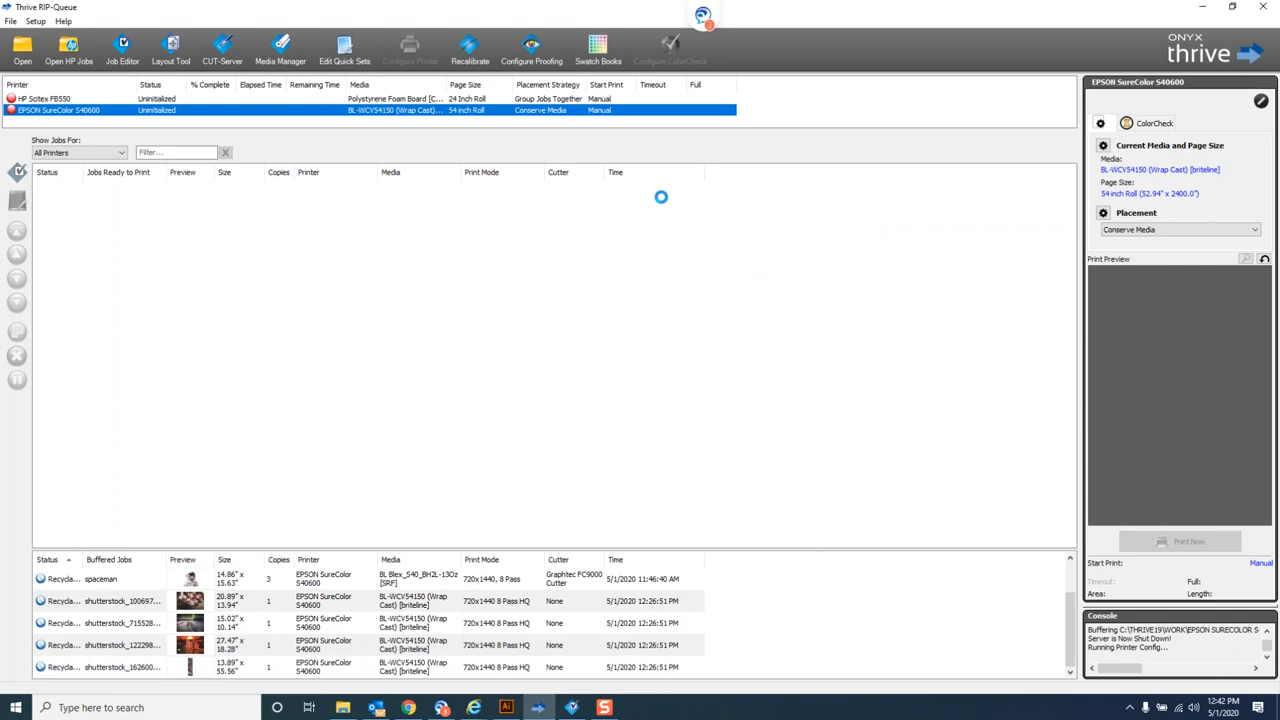 Thrive RIP-Queue
File Setup Help
3
Open Open HP Jobs Job Editor Layout Tool CUT-Server Media Manager Edit Quick Sets Configure Printer Recalibrate Configure Proofing Swatch Books Configure ColorCheck
ONYX
thrive
Printer Status % Complete Elapsed Time Remaining Time Media Page Size Placement Strategy Start Print Timeout Full
HP Scitex FB550 Uninitialized Polystyrene Foam Board [C... 24 Inch Roll Group Jobs Together Manual
EPSON SureColor S40600 Uninitialized BL-WCV54150 (Wrap Cast)... 54 inch Roll Conserve Media Manual
Show Jobs For:
All Printers Filter...
Status Jobs Ready to Print Preview Size Copies Printer Media Print Mode Cutter Time
EPSON SureColor S40600
ColorCheck
Current Media and Page Size
Media:
BL-WCV54150 (Wrap Cast) [briteline]
Page Size:
54 inch Roll (52.94" x 2400.0")
Placement
Conserve Media
Print Preview
Print Now
Start Print: Manual
Timeout: Full:
Area: Length:
Console
Buffering C:\THRIVE19\WORK\EPSON SURECOLOR S
Server is Now Shut Down!
Running Printer Config...
Status Buffered Jobs Preview Size Copies Printer Media Print Mode Cutter Time
Recycla... spaceman 14.86" x 15.63" 3 EPSON SureColor S40600 BL Blex_S40_BH2L-13Oz [SRF] 720x1440, 8 Pass Graphtec FC9000 Cutter 5/1/2020 11:46:40 AM
Recycla... shutterstock_100697... 20.89" x 13.94" 1 EPSON SureColor S40600 BL-WCV54150 (Wrap Cast) [briteline] 720x1440 8 Pass HQ None 5/1/2020 12:26:51 PM
Recycla... shutterstock_715528... 15.02" x 10.14" 1 EPSON SureColor S40600 BL-WCV54150 (Wrap Cast) [briteline] 720x1440 8 Pass HQ None 5/1/2020 12:26:51 PM
Recycla... shutterstock_122298... 27.47" x 18.28" 1 EPSON SureColor S40600 BL-WCV54150 (Wrap Cast) [briteline] 720x1440 8 Pass HQ None 5/1/2020 12:26:51 PM
Recycla... shutterstock_162600... 13.89" x 55.56" 1 EPSON SureColor S40600 BL-WCV54150 (Wrap Cast) [briteline] 720x1440 8 Pass HQ None 5/1/2020 12:26:51 PM
Type here to search
12:42 PM
5/1/2020